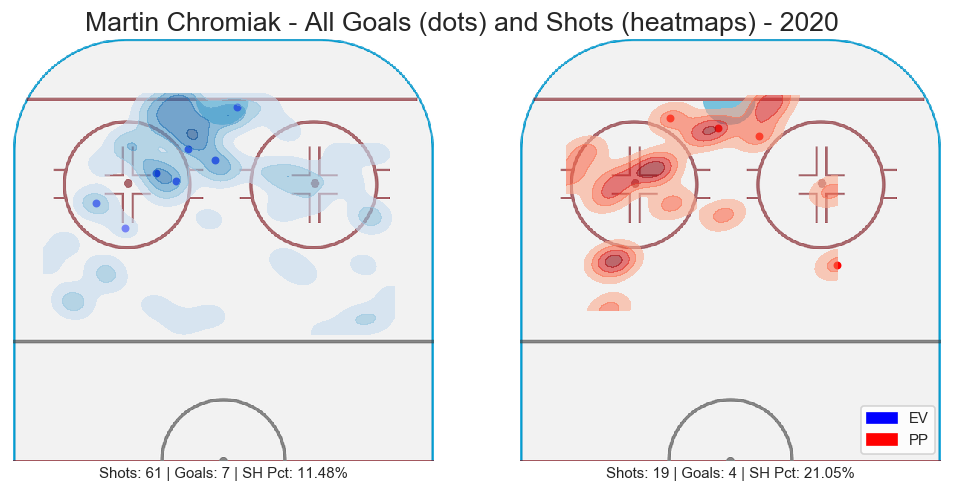 Martin Chromiak - All Goals (dots) and Shots (heatmaps) - 2020
EV
PP
Shots: 61 | Goals: 7 | SH Pct: 11.48%
Shots: 19 | Goals: 4 | SH Pct: 21.05%